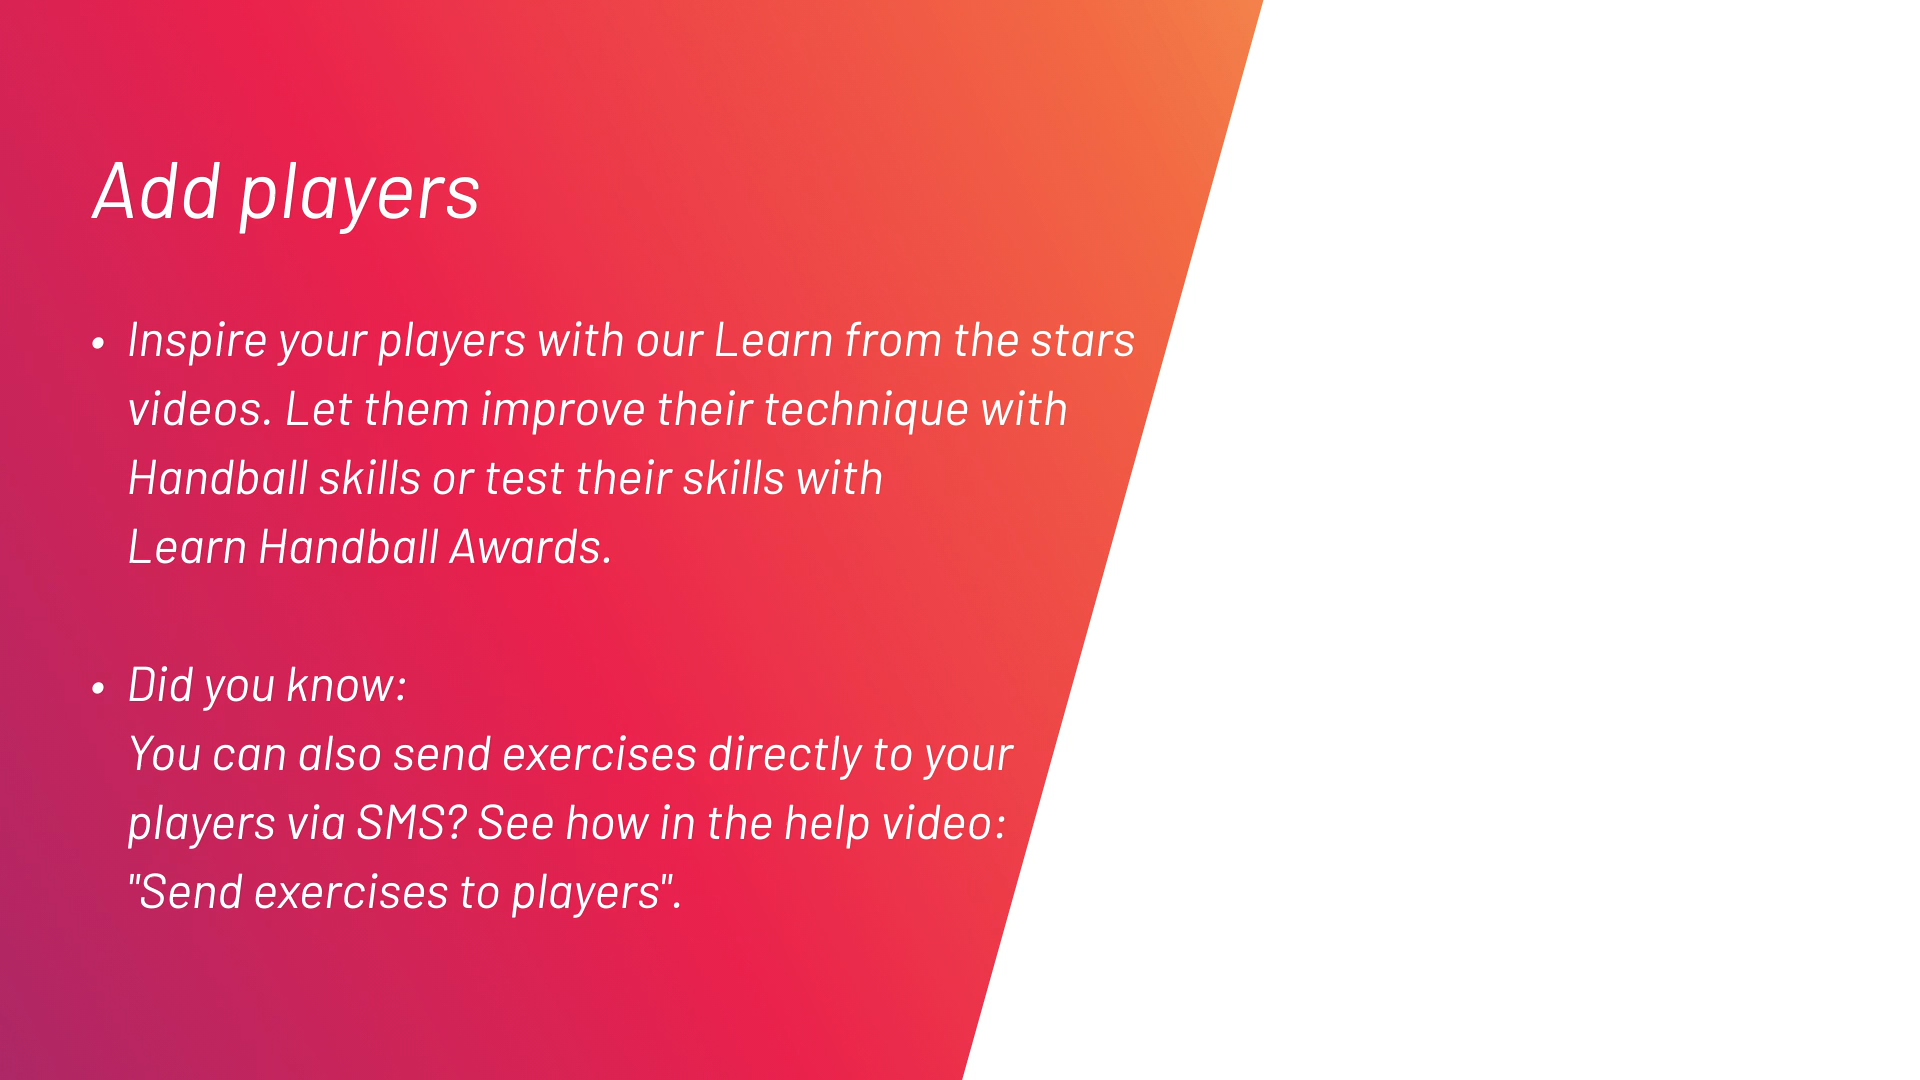 Add players
• Inspire your players with our Learn from the stars
videos. Let them improve their technique with
Handball skills or test their skills with
Learn Handball Awards.
• Did you know:
You can also send exercises directly to your
players via SMS? See how in the help video:
"Send exercises to players".